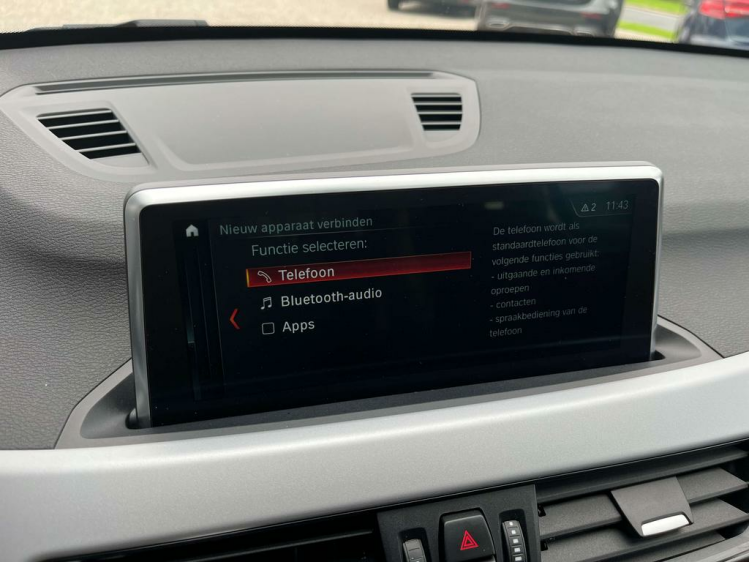 Nieuw apparaat verbinden
⚠2 11:43
Functie selecteren:
Telefoon
Bluetooth-audio
Apps
De telefoon wordt als
standaardtelefoon voor de
volgende functies gebruikt:
- uitgaande en inkomende
oproepen
- contacten
- spraakbediening van de
telefoon